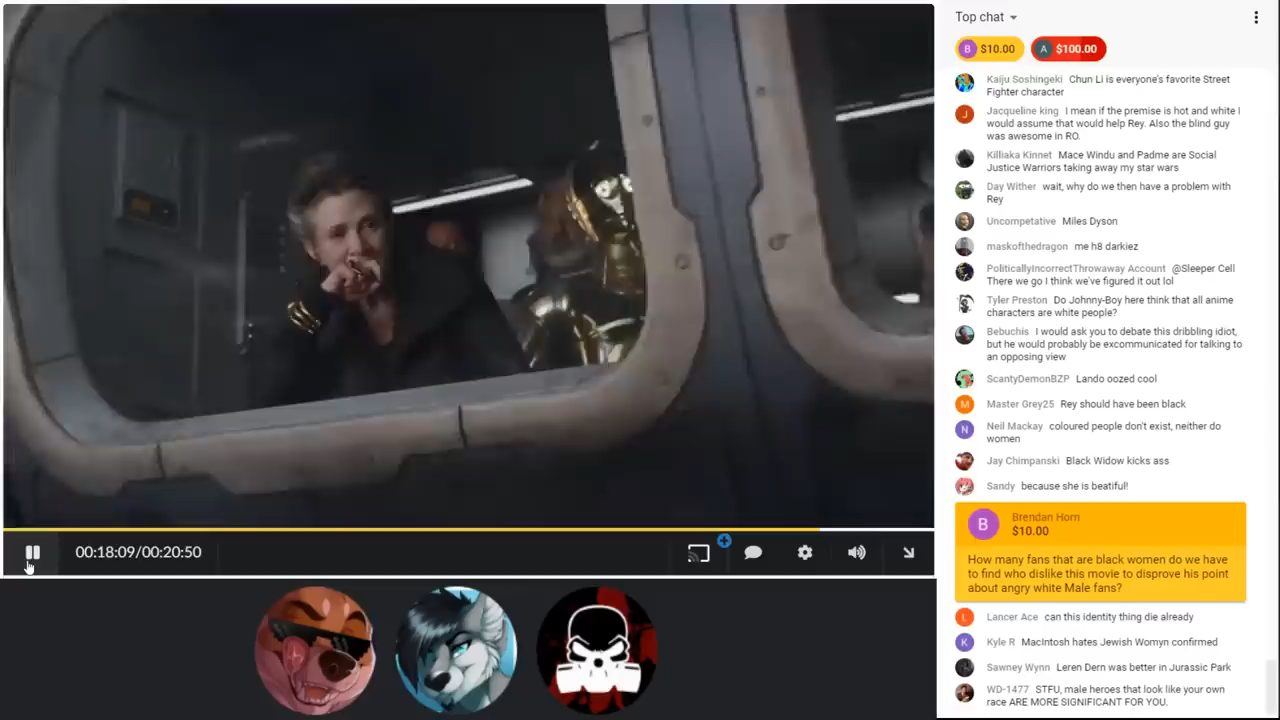 Top chat
B $10.00 A $100.00
Kaiju Soshingeki Chun Li is everyone's favorite Street
Fighter character
J Jacqueline king I mean if the premise is hot and white I
would assume that would help Rey. Also the blind guy
was awesome in RO.
Killiaka Kinnet Mace Windu and Padme are Social
Justice Warriors taking away my star wars
Day Wither wait, why do we then have a problem with
Rey
Uncompetative Miles Dyson
maskofthedragon me h8 darkiez
PoliticallyIncorrectThrowaway Account @Sleeper Cell
There we go I think we've figured it out lol
Tyler Preston Do Johnny-Boy here think that all anime
characters are white people?
Bebuchis I would ask you to debate this dribbling idiot,
but he would probably be excommunicated for talking to
an opposing view
ScantyDemonBZP Lando oozed cool
M Master Grey25 Rey should have been black
N Neil Mackay coloured people don't exist, neither do
women
Jay Chimpanski Black Widow kicks ass
Sandy because she is beatiful!
B Brendan Horn
$10.00
How many fans that are black women do we have
to find who dislike this movie to disprove his point
about angry white Male fans?
L Lancer Ace can this identity thing die already
K Kyle R MacIntosh hates Jewish Womyn confirmed
Sawney Wynn Leren Dern was better in Jurassic Park
WD-1477 STFU, male heroes that look like your own
race ARE MORE SIGNIFICANT FOR YOU.
00:18:09/00:20:50